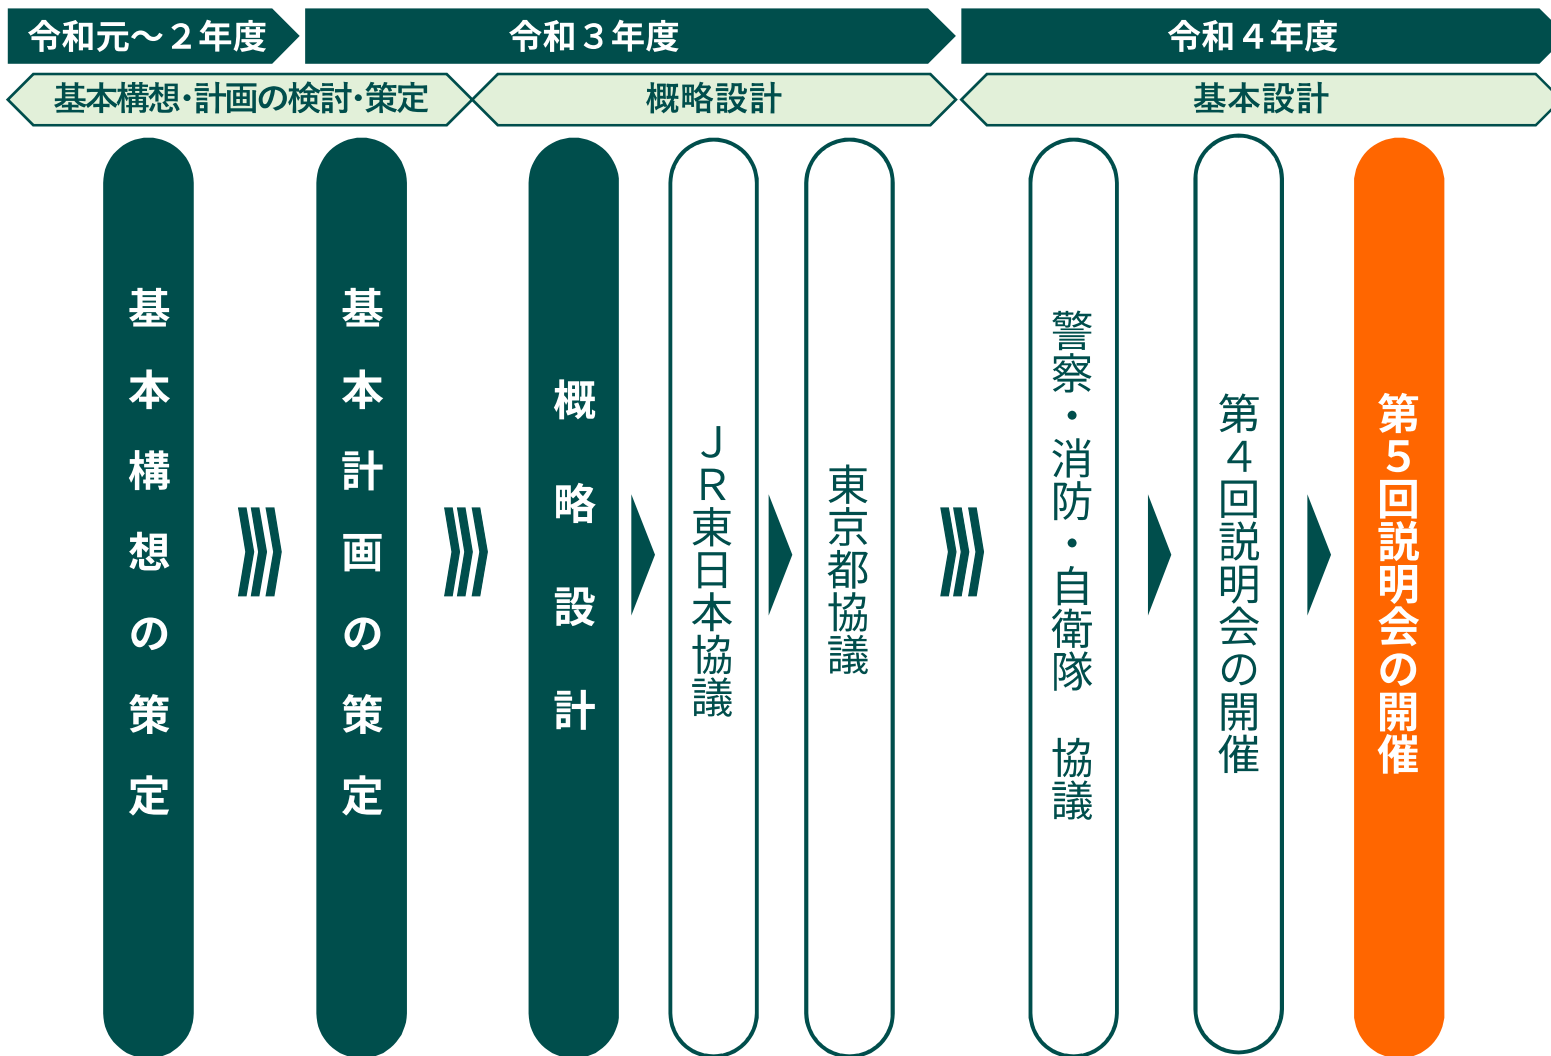 令和元～２年度
令和３年度
令和４年度
基本構想・計画の検討・策定
概略設計
基本設計
基本構想の策定
基本計画の策定
概略設計
ＪＲ東日本協議
東京都協議
警察・消防・自衛隊　協議
第４回説明会の開催
第５回説明会の開催